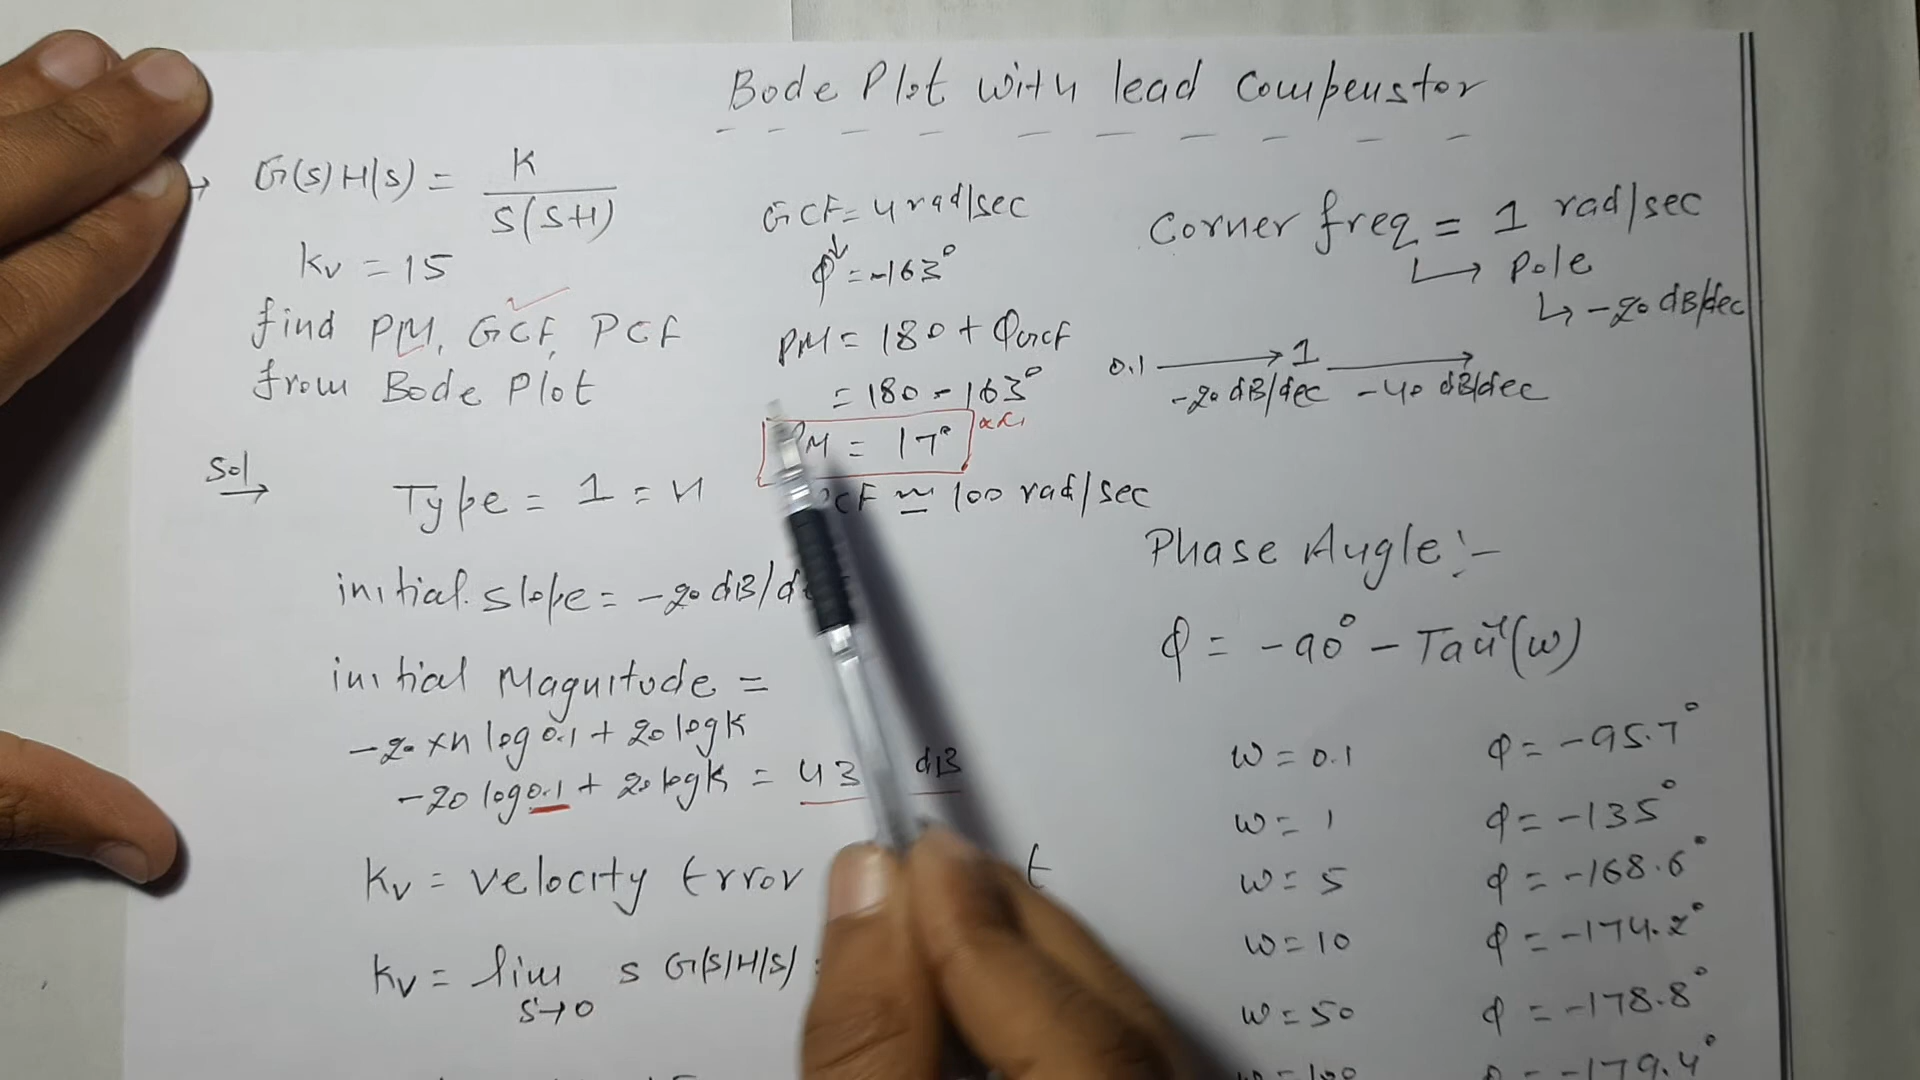 Bode Plot with lead Compenstor
→ G(s)H(s) = K / S(S+1)
Kv = 15
find PM, GCF, PCF
from Bode Plot
Sol →
Type = 1 = n
initial slope = -20 dB/d
initial Magnitude =
-20 × n log 0.1 + 20 log K
-20 log 0.1 + 20 log K = 43 dB
Kv = velocity Error t
Kv = lim s→0 S G(s)H(s)
GCF = 4 rad/sec
ϕ = -163°
PM = 180 + ϕGCF
= 180 - 163°
PM = 17°
PCF ≈ 100 rad/sec
Corner freq = 1 rad/sec
↳ Pole
↳ -20 dB/dec
0.1 → 1 →
-20 dB/dec -40 dB/dec
Phase Angle :-
ϕ = -90° - Tan⁻¹(ω)
ω = 0.1 ϕ = -95.7°
ω = 1 ϕ = -135°
ω = 5 ϕ = -168.6°
ω = 10 ϕ = -174.2°
ω = 50 ϕ = -178.8°
ω = 100 ϕ = -179.4°